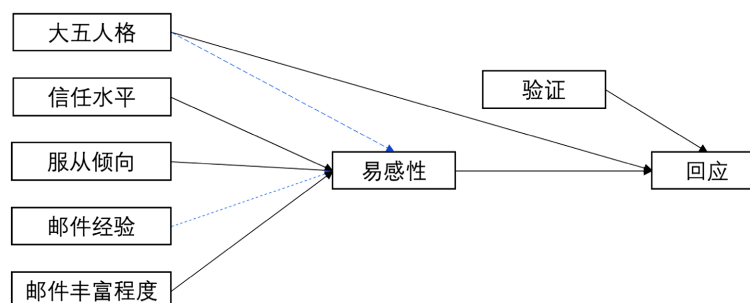 大五人格
信任水平
验证
服从倾向
易感性
回应
邮件经验
邮件丰富程度